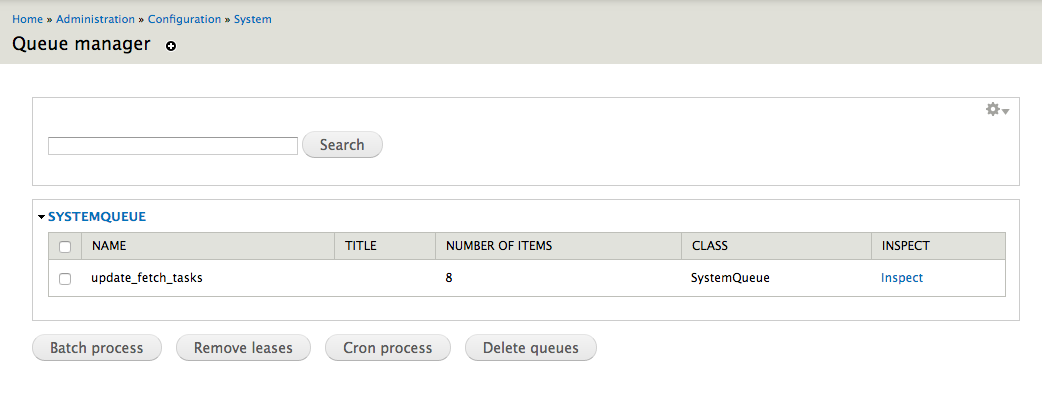 Home » Administration » Configuration » System
Queue manager
Search
SYSTEMQUEUE
NAME TITLE NUMBER OF ITEMS CLASS INSPECT
update_fetch_tasks 8 SystemQueue Inspect
Batch process Remove leases Cron process Delete queues